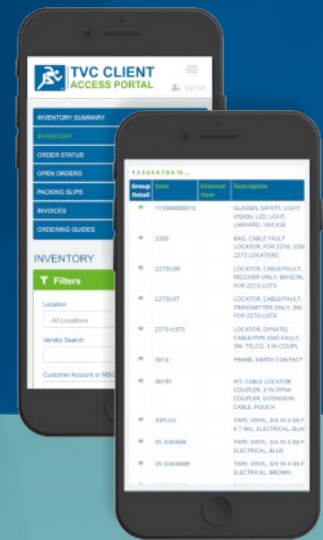 TVC CLIENT
ACCESS PORTAL
log out
INVENTORY SUMMARY
INVENTORY
ORDER STATUS
OPEN ORDERS
PACKING SLIPS
INVOICES
ORDERING GUIDES
INVENTORY
Filters
Location
All Locations
Vendor Search
Customer Account or MSO
1 2 3 4 5 6 7 8 9 10 ...
Group Detail Item External Item Description
GLASSES, SAFETY, LIGHT
VISION, LED LIGHT,
LANYARD, 10/CASE
2200 BAG, CABLE FAULT
LOCATOR, FOR 2210, 2250
2273 LOCATORS
LOCATOR, CABLE/FAULT,
RECEIVER ONLY,
FOR 2273-U3T3
2273U3T LOCATOR, CABLE/FAULT,
TRANSMITTER ONLY, 3W,
FOR 2273-U3T3
2273-U3T3 LOCATOR, DYNATEL
CABLE/PIPE AND FAULT,
3W, TELCO, 3 IN COUPL
3014 FRAME, EARTH CONTACT
3019T KIT, CABLE LOCATOR
COUPLER, 3 IN DYNA
COUPLER, EXTENSION
CABLE, POUCH
33PLUS TAPE, VINYL, 3/4 IN X 66 F
X 7 MIL, ELECTRICAL, BLAC
TAPE, VINYL, 3/4 IN X 66 F
ELECTRICAL, BLUE
TAPE, VINYL, 3/4 IN X 66 F
ELECTRICAL, BROWN